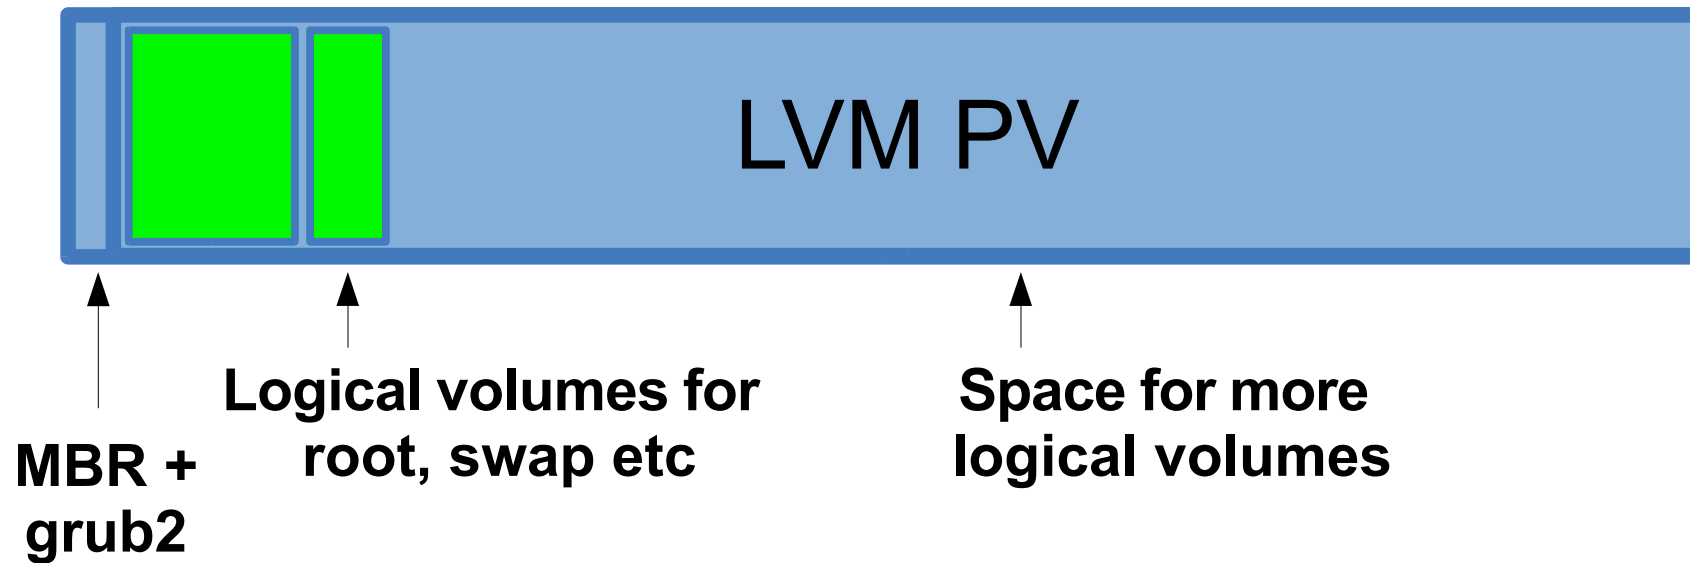 LVM PV
Logical volumes for
root, swap etc
Space for more
logical volumes
MBR +
grub2